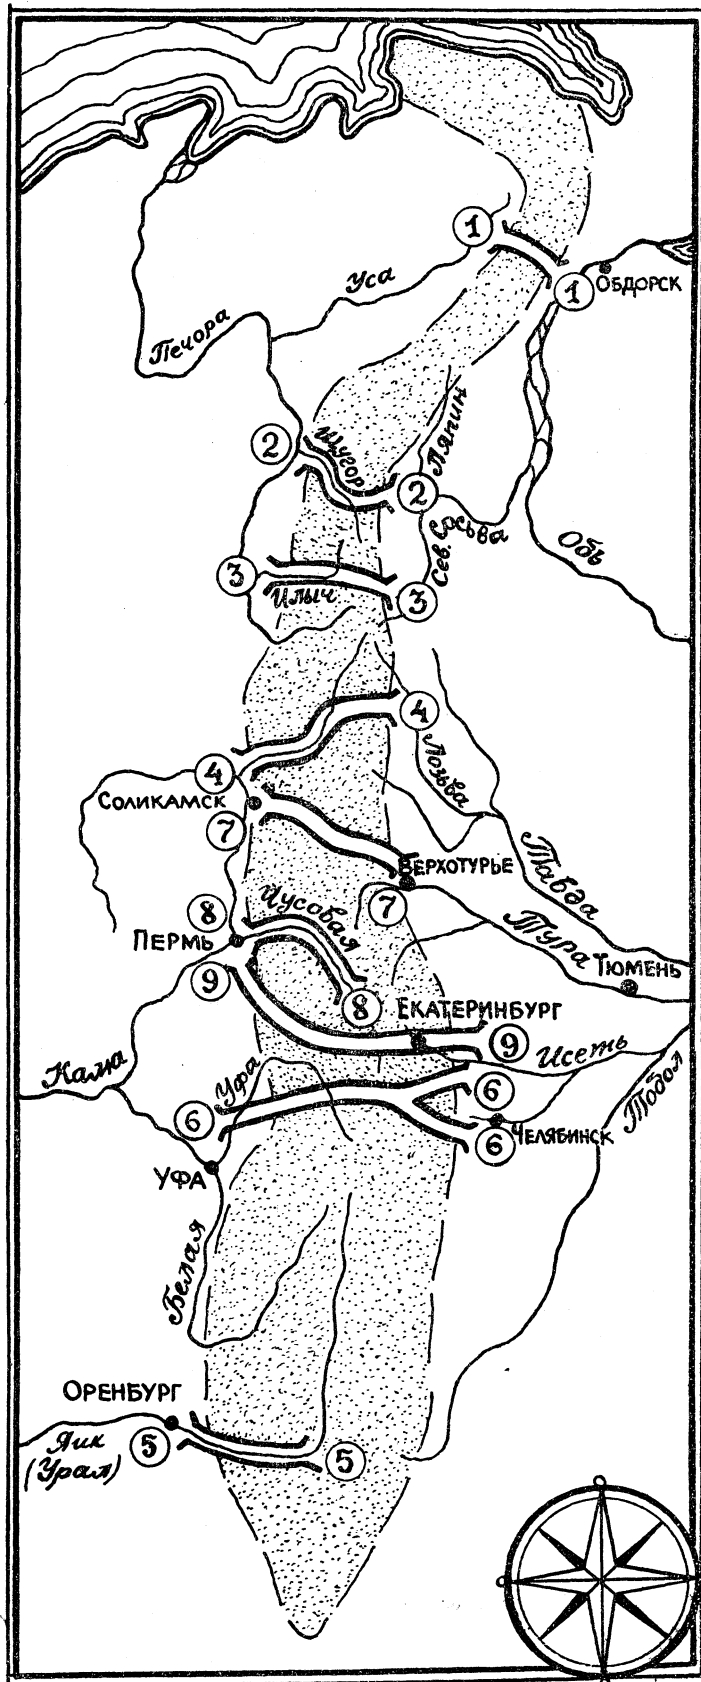 1
1
ОБДОРСК
Уса
Печора
2
Щугор
Ляпин
2
Сев. Сосьва
Обь
3
Илыч
3
4
4
Лозьва
СОЛИКАМСК
7
ВЕРХОТУРЬЕ
7
Тавда
Тура
8
Чусовая
ПЕРМЬ
ТЮМЕНЬ
9
8
ЕКАТЕРИНБУРГ
9
Исеть
Кама
Уфа
6
6
Тобол
6
ЧЕЛЯБИНСК
УФА
Белая
ОРЕНБУРГ
5
5
Яик
(Урал)